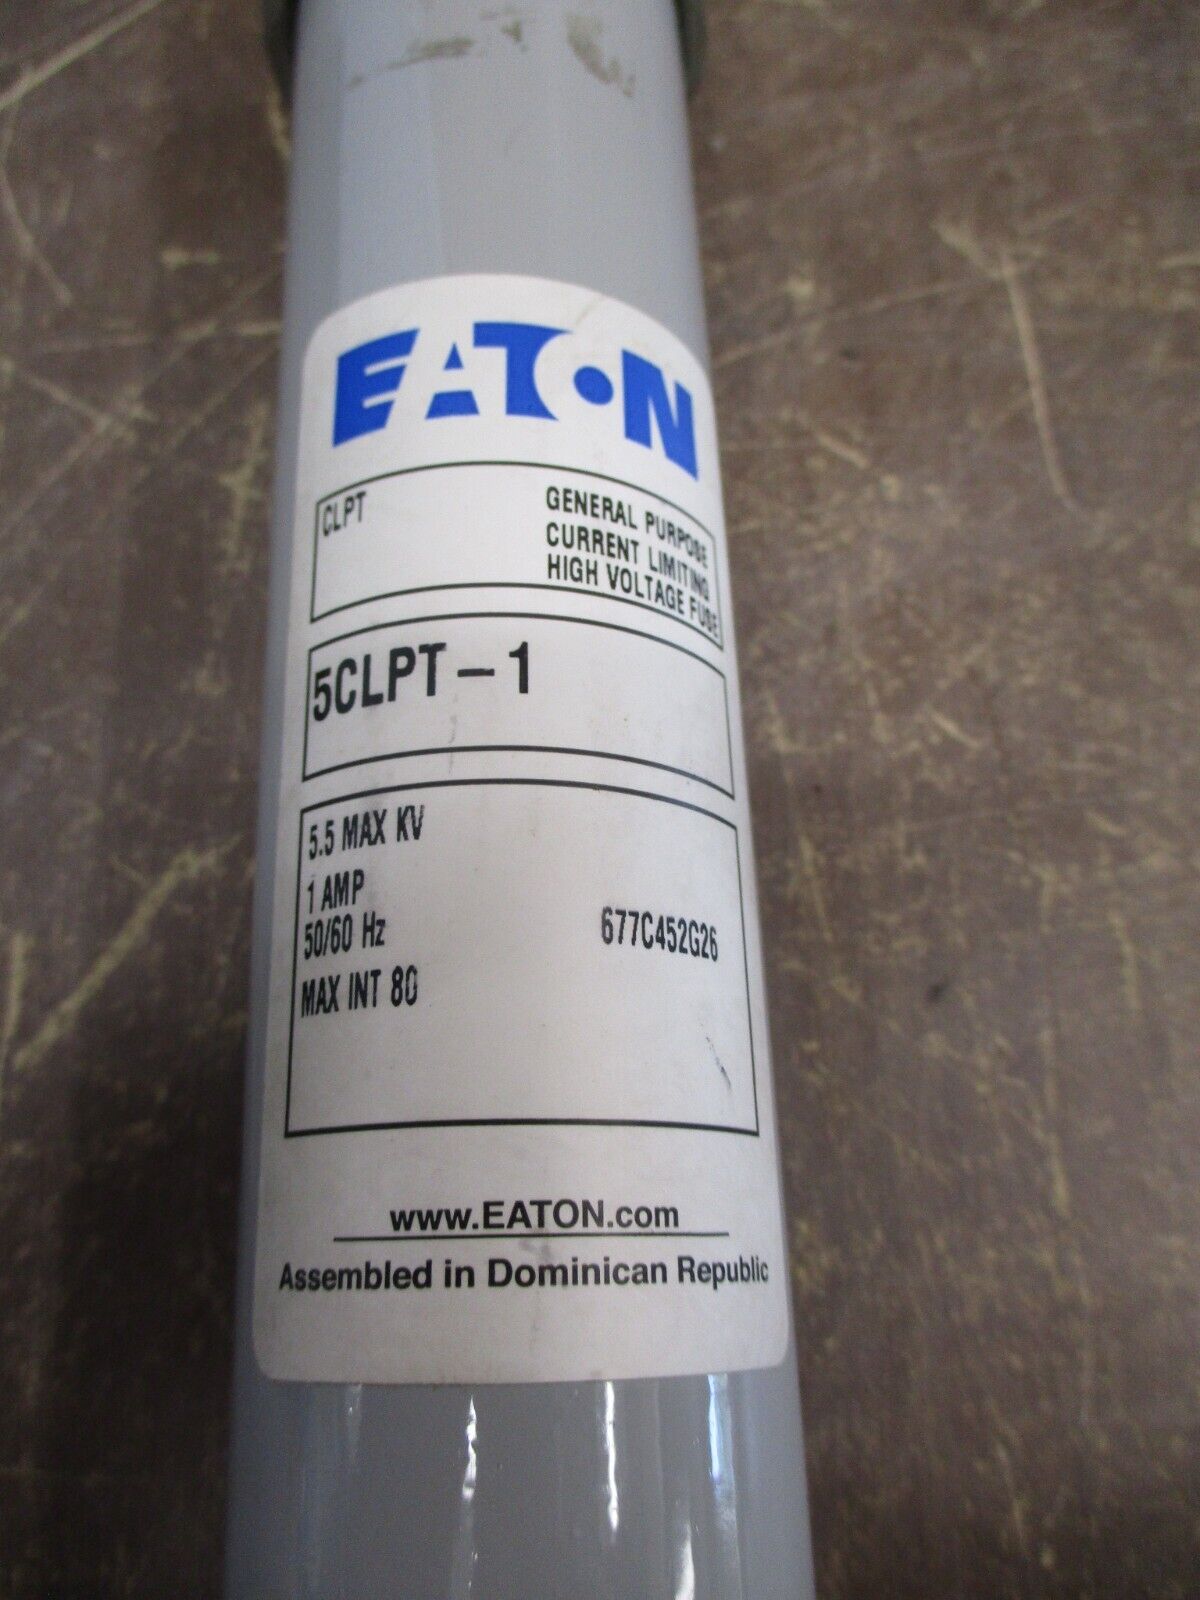 EATON
CLPT
GENERAL PURPOSE
CURRENT LIMITING
HIGH VOLTAGE FUSE
5CLPT-1
5.5 MAX KV
1 AMP
50/60 Hz
MAX INT 80
677C452G26
www.EATON.com
Assembled in Dominican Republic